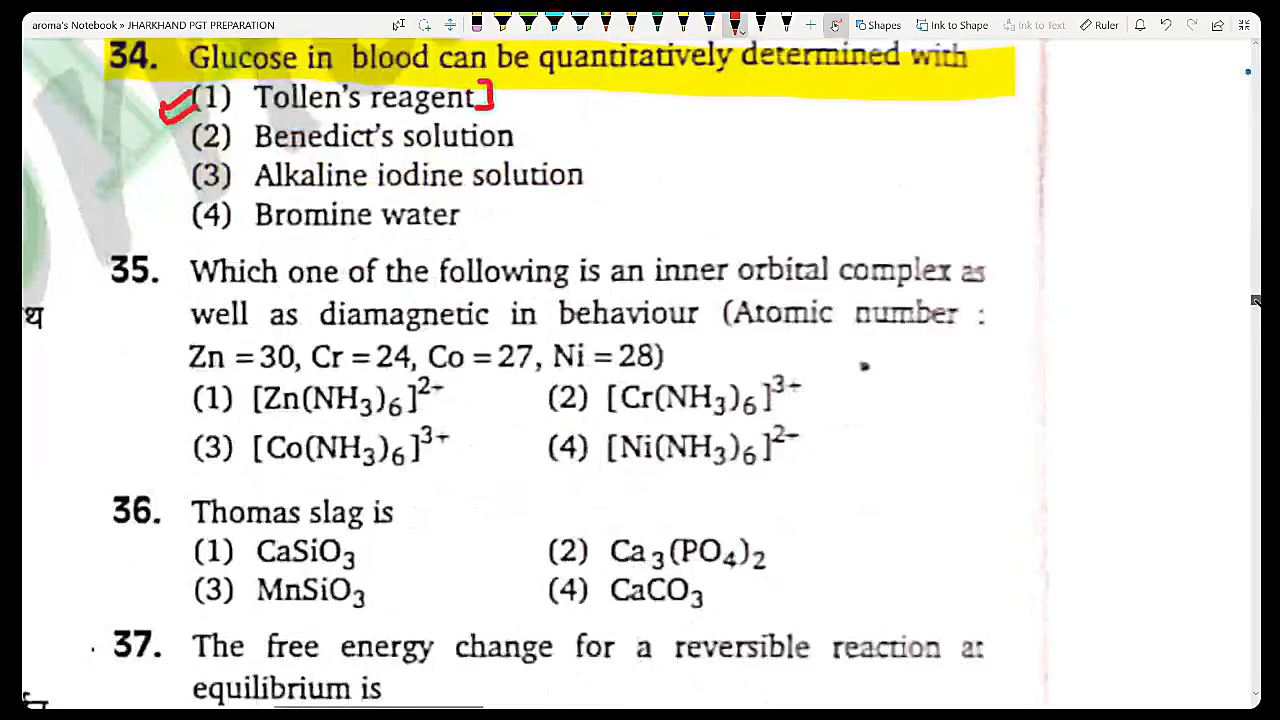 aroma's Notebook » JHARKHAND PGT PREPARATION
Shapes Ink to Shape Ink to Text Ruler
34. Glucose in blood can be quantitatively determined with
(1) Tollen's reagent
(2) Benedict's solution
(3) Alkaline iodine solution
(4) Bromine water
35. Which one of the following is an inner orbital complex as
well as diamagnetic in behaviour (Atomic number :
थ
Zn = 30, Cr = 24, Co = 27, Ni = 28)
(1) [Zn(NH₃)₆]²⁺ (2) [Cr(NH₃)₆]³⁺
(3) [Co(NH₃)₆]³⁺ (4) [Ni(NH₃)₆]²⁻
36. Thomas slag is
(1) CaSiO₃ (2) Ca₃(PO₄)₂
(3) MnSiO₃ (4) CaCO₃
37. The free energy change for a reversible reaction at
equilibrium is